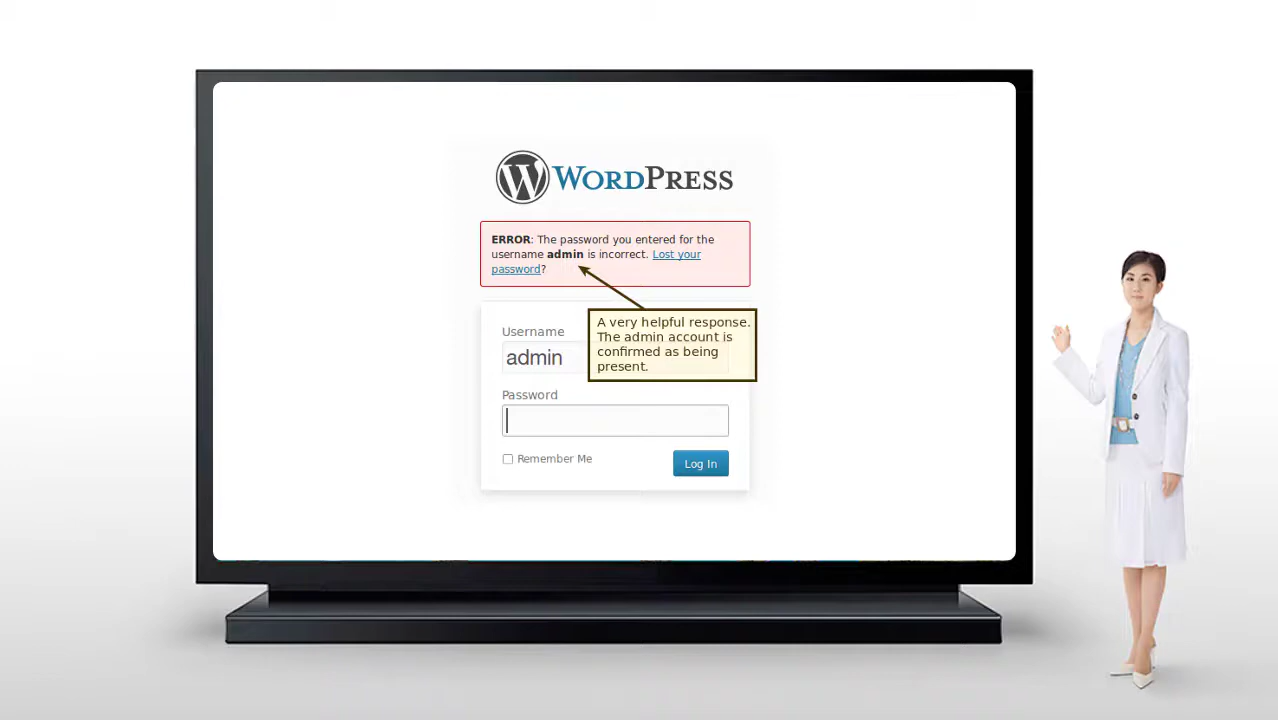 WORDPRESS
ERROR: The password you entered for the
username admin is incorrect. Lost your
password?
A very helpful response.
The admin account is
confirmed as being
present.
Username
admin
Password
Remember Me
Log In